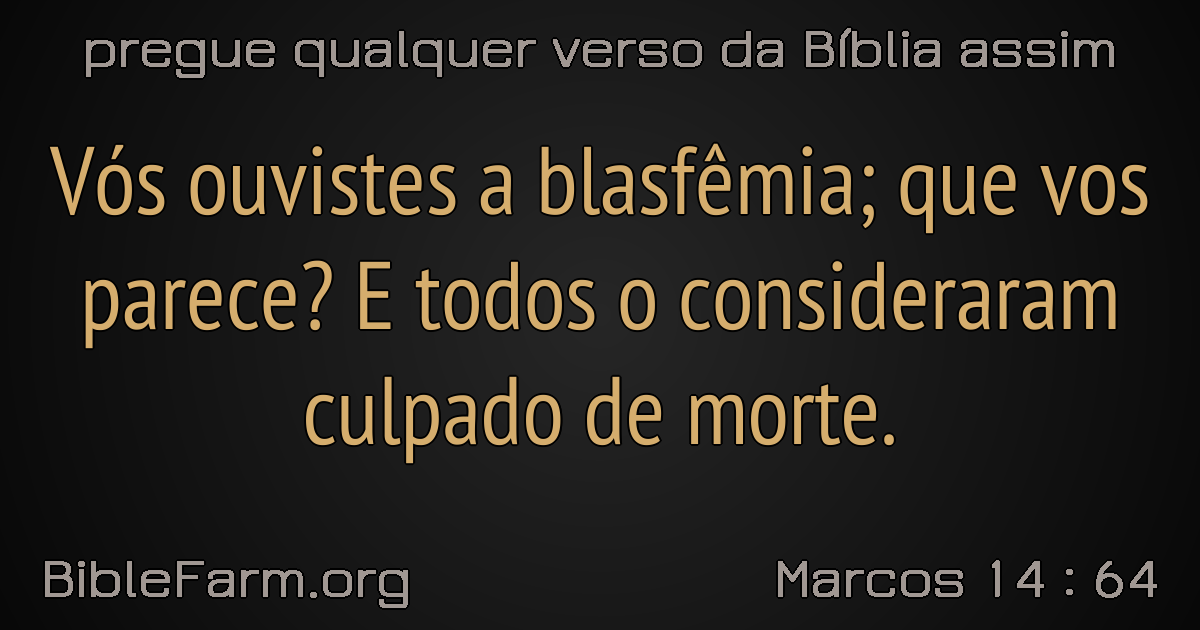 pregue qualquer verso da Bíblia assim
Vós ouvistes a blasfêmia; que vos
parece? E todos o consideraram
culpado de morte.
BibleFarm.org
Marcos 14 : 64